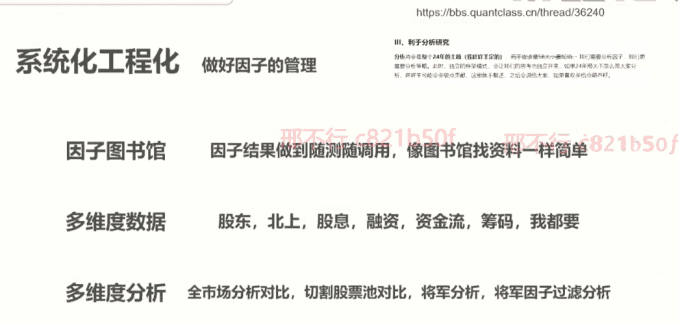 https://bbs.quantclass.cn/thread/36240
III、利于分析研究
系统化工程化 做好因子的管理
因子图书馆 因子结果做到随测随调用，像图书馆找资料一样简单
邢不行 c821b50f
邢不行 c821b50f
多维度数据 股东，北上，股息，融资，资金流，筹码，我都要
多维度分析 全市场分析对比，切割股票池对比，将军分析，将军因子过滤分析